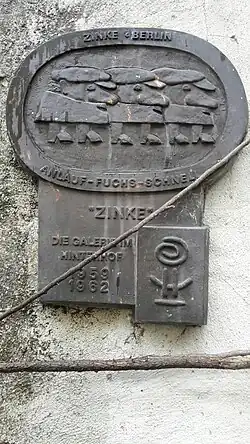 ZINKE • BERLIN
ANLAUF-FUCHS-SCHNELL
"ZINKE"
DIE GALERIE IM
HINTERHOF
1959
1962